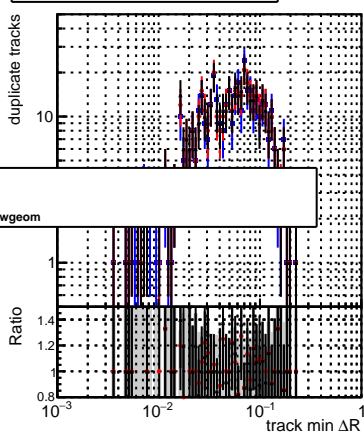 duplicate tracks
10
wgeom
1
Ratio
1.4
1.2
1
0.8
10⁻³ 10⁻² 10⁻¹ 1
track min ΔR